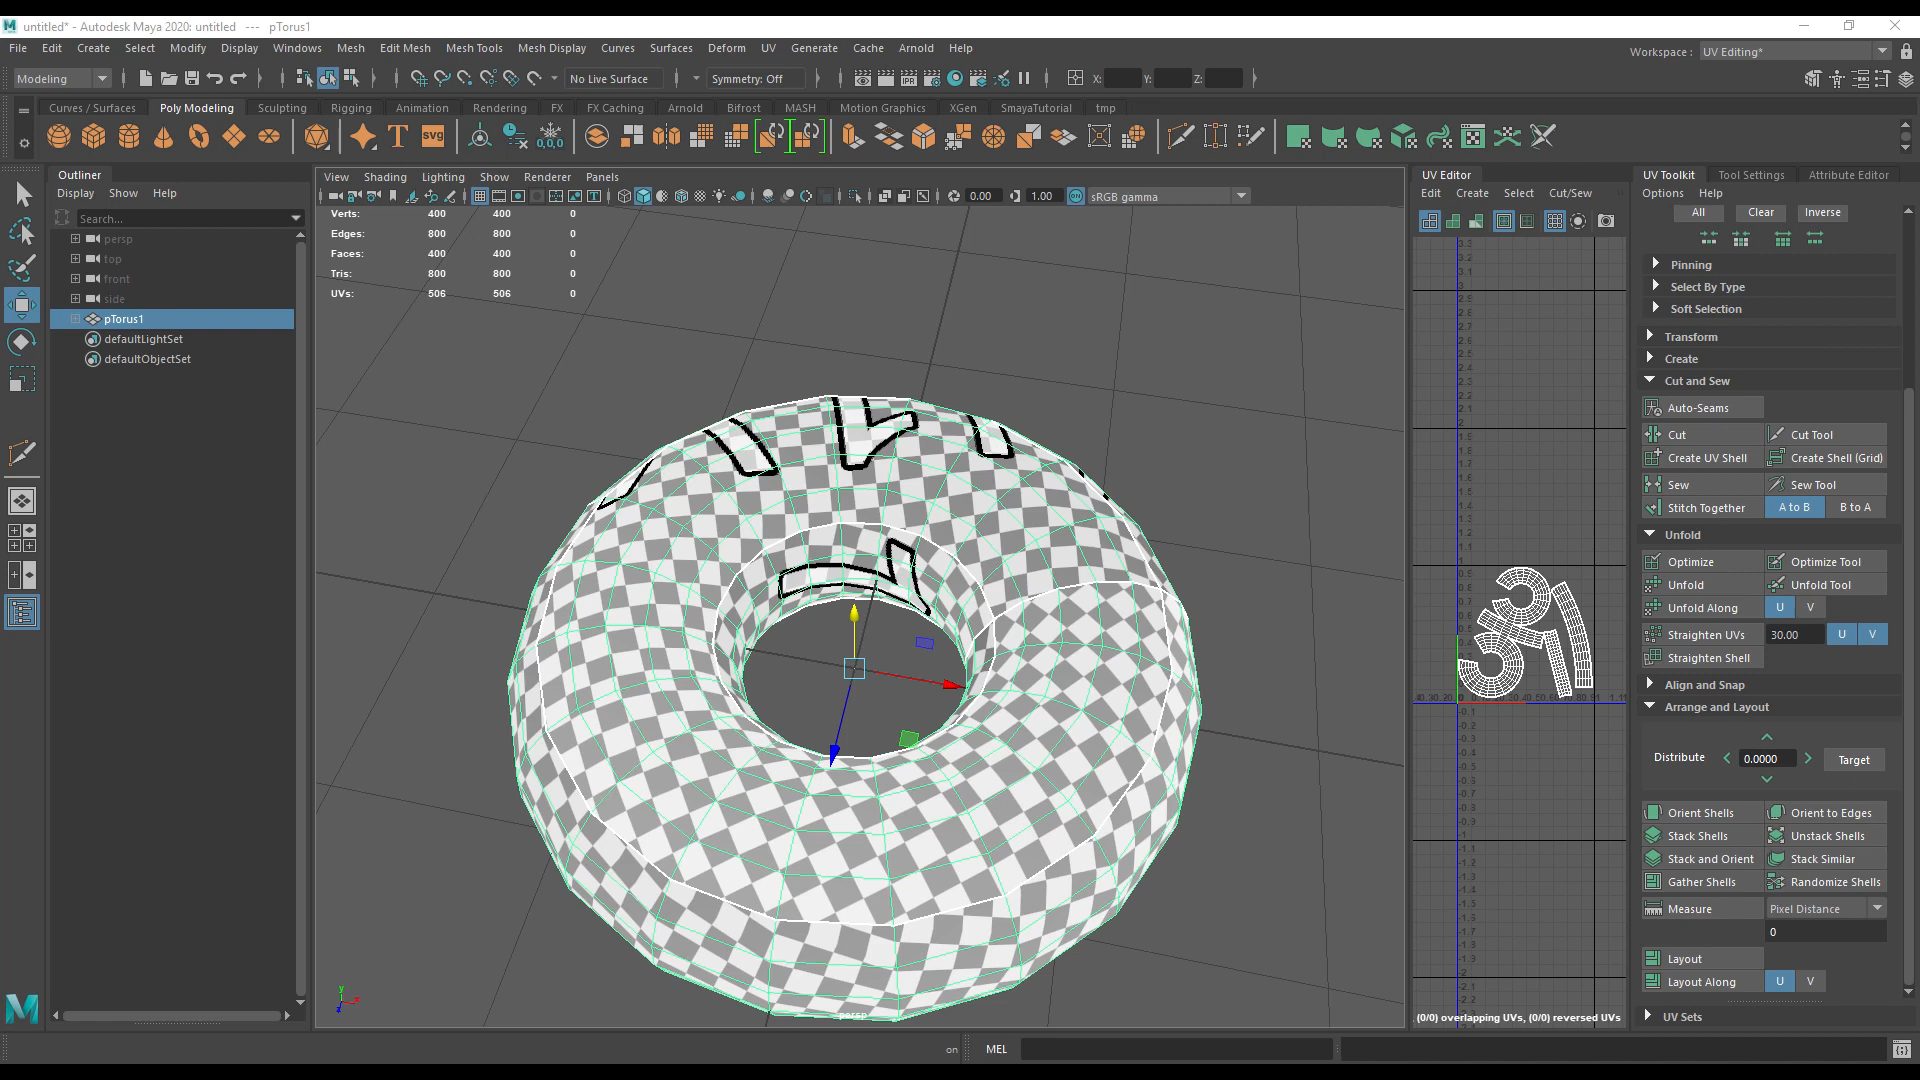 untitled* - Autodesk Maya 2020: untitled --- pTorus1
File Edit Create Select Modify Display Windows Mesh Edit Mesh Mesh Tools Mesh Display Curves Surfaces Deform UV Generate Cache Arnold Help
Workspace : UV Editing*
Modeling No Live Surface Symmetry: Off X: Y: Z:
Curves / Surfaces Poly Modeling Sculpting Rigging Animation Rendering FX FX Caching Arnold Bifrost MASH Motion Graphics XGen SmayaTutorial tmp
Outliner
Display Show Help
Search...
persp
top
front
side
pTorus1
defaultLightSet
defaultObjectSet
View Shading Lighting Show Renderer Panels
0.00 1.00 sRGB gamma
Verts: 400 400 0
Edges: 800 800 0
Faces: 400 400 0
Tris: 800 800 0
UVs: 506 506 0
persp
UV Editor
Edit Create Select Cut/Sew
(0/0) overlapping UVs, (0/0) reversed UVs
UV Toolkit Tool Settings Attribute Editor
Options Help
All Clear Inverse
Pinning
Select By Type
Soft Selection
Transform
Create
Cut and Sew
Auto-Seams
Cut Cut Tool
Create UV Shell Create Shell (Grid)
Sew Sew Tool
Stitch Together A to B B to A
Unfold
Optimize Optimize Tool
Unfold Unfold Tool
Unfold Along U V
Straighten UVs 30.00 U V
Straighten Shell
Align and Snap
Arrange and Layout
Distribute 0.0000 Target
Orient Shells Orient to Edges
Stack Shells Unstack Shells
Stack and Orient Stack Similar
Gather Shells Randomize Shells
Measure Pixel Distance
0
Layout
Layout Along U V
UV Sets
on MEL